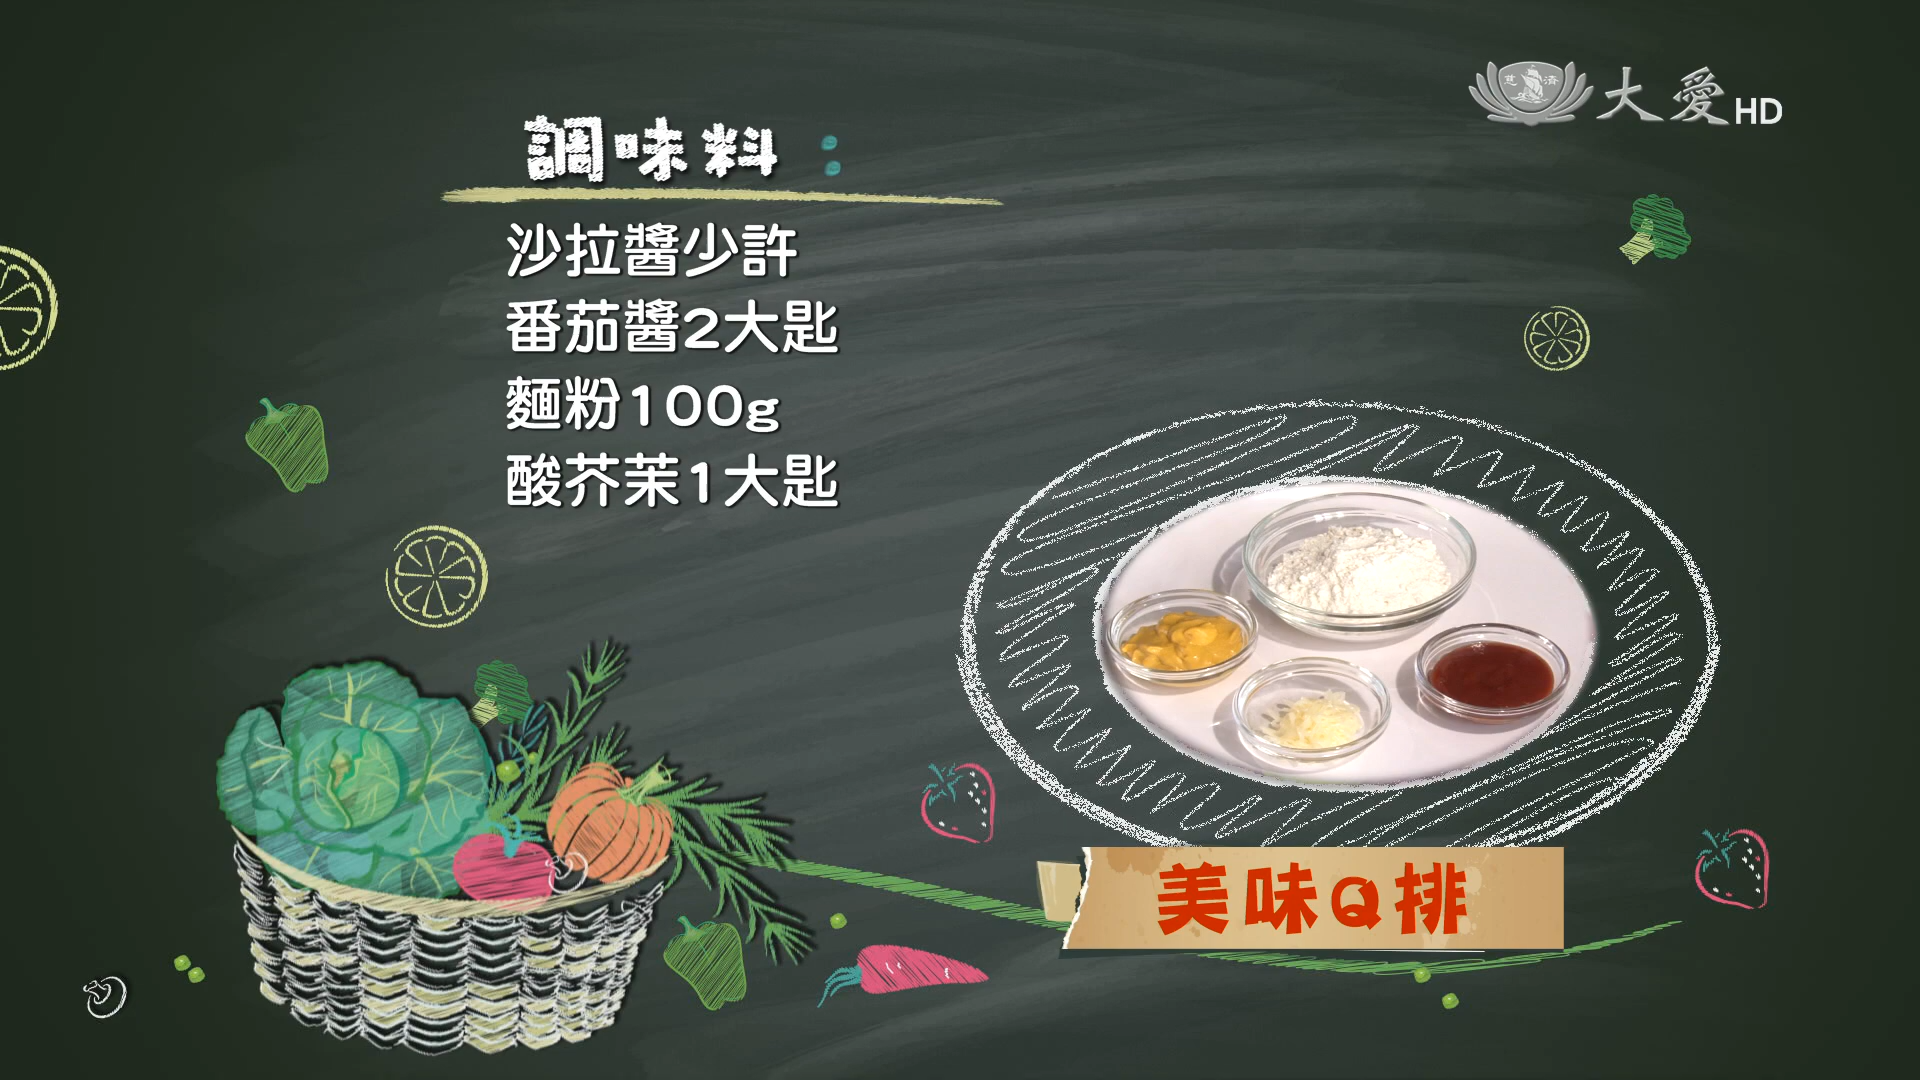 大愛HD
調味料：
沙拉醬少許
番茄醬2大匙
麵粉100g
酸芥茉1大匙
美味Q排